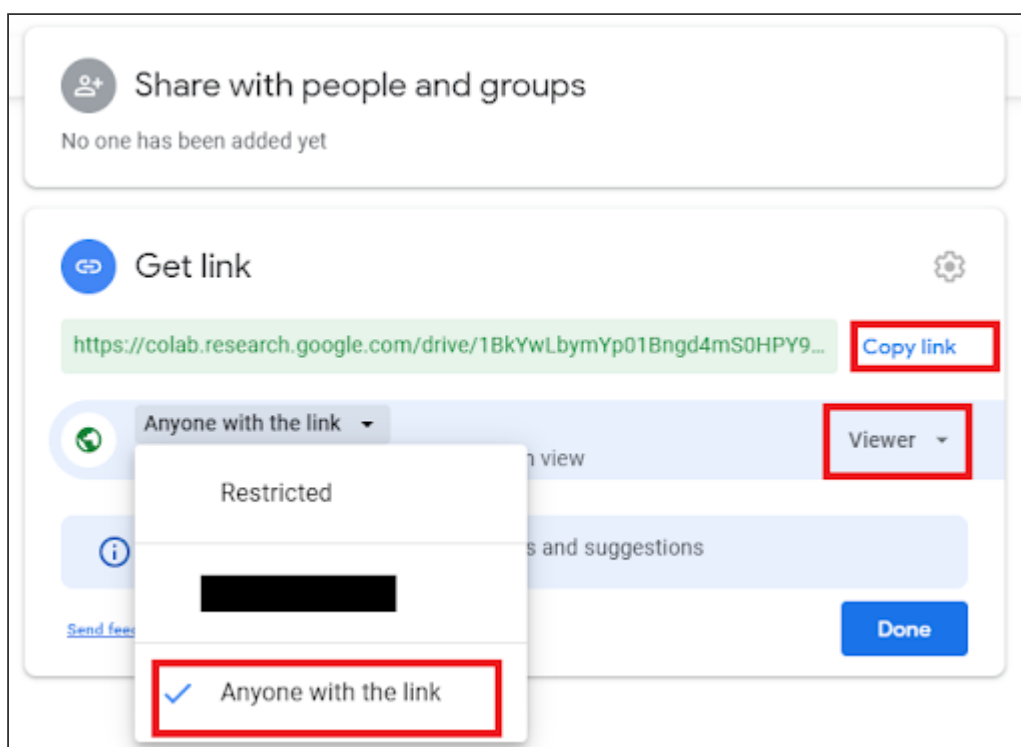 Share with people and groups
No one has been added yet
Get link
https://colab.research.google.com/drive/1BkYwLbymYp01Bngd4mS0HPY9...
Copy link
Anyone with the link
view
Viewer
Restricted
and suggestions
Send
Done
Anyone with the link